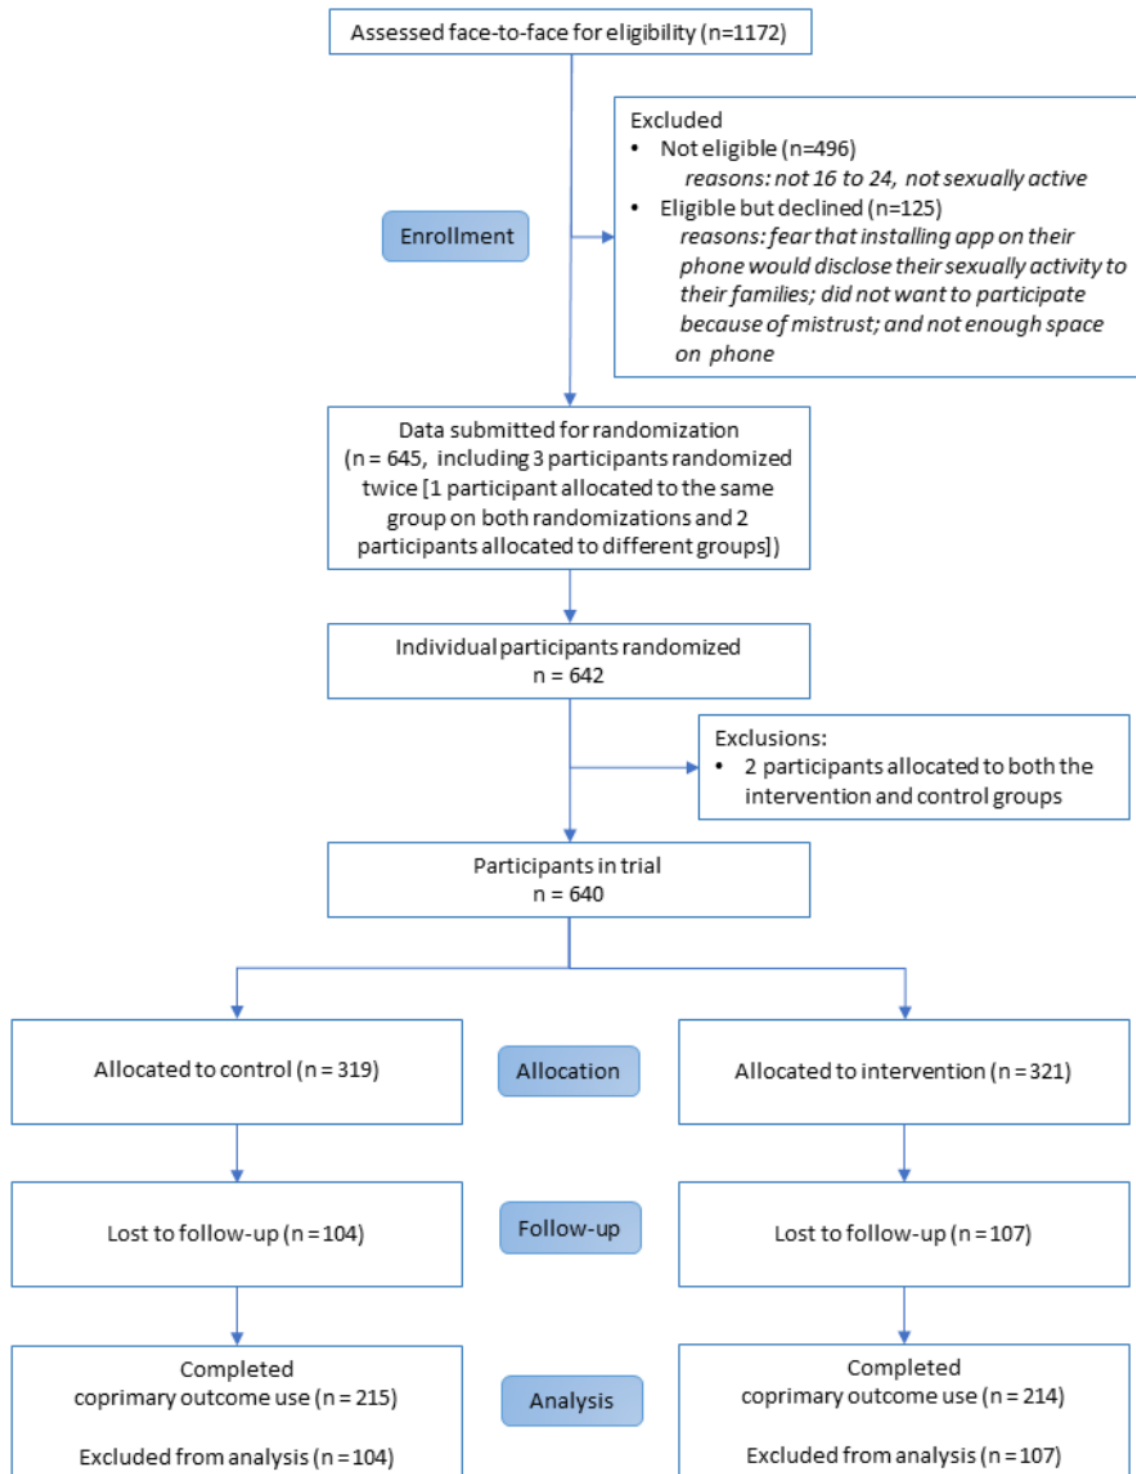 Assessed face-to-face for eligibility (n=1172)
Excluded
• Not eligible (n=496)
reasons: not 16 to 24, not sexually active
• Eligible but declined (n=125)
reasons: fear that installing app on their
phone would disclose their sexually activity to
their families; did not want to participate
because of mistrust; and not enough space
on phone
Enrollment
Data submitted for randomization
(n = 645, including 3 participants randomized
twice [1 participant allocated to the same
group on both randomizations and 2
participants allocated to different groups])
Individual participants randomized
n = 642
Exclusions:
• 2 participants allocated to both the
intervention and control groups
Participants in trial
n = 640
Allocated to control (n = 319)
Allocation
Allocated to intervention (n = 321)
Lost to follow-up (n = 104)
Follow-up
Lost to follow-up (n = 107)
Completed
coprimary outcome use (n = 215)
Excluded from analysis (n = 104)
Analysis
Completed
coprimary outcome use (n = 214)
Excluded from analysis (n = 107)